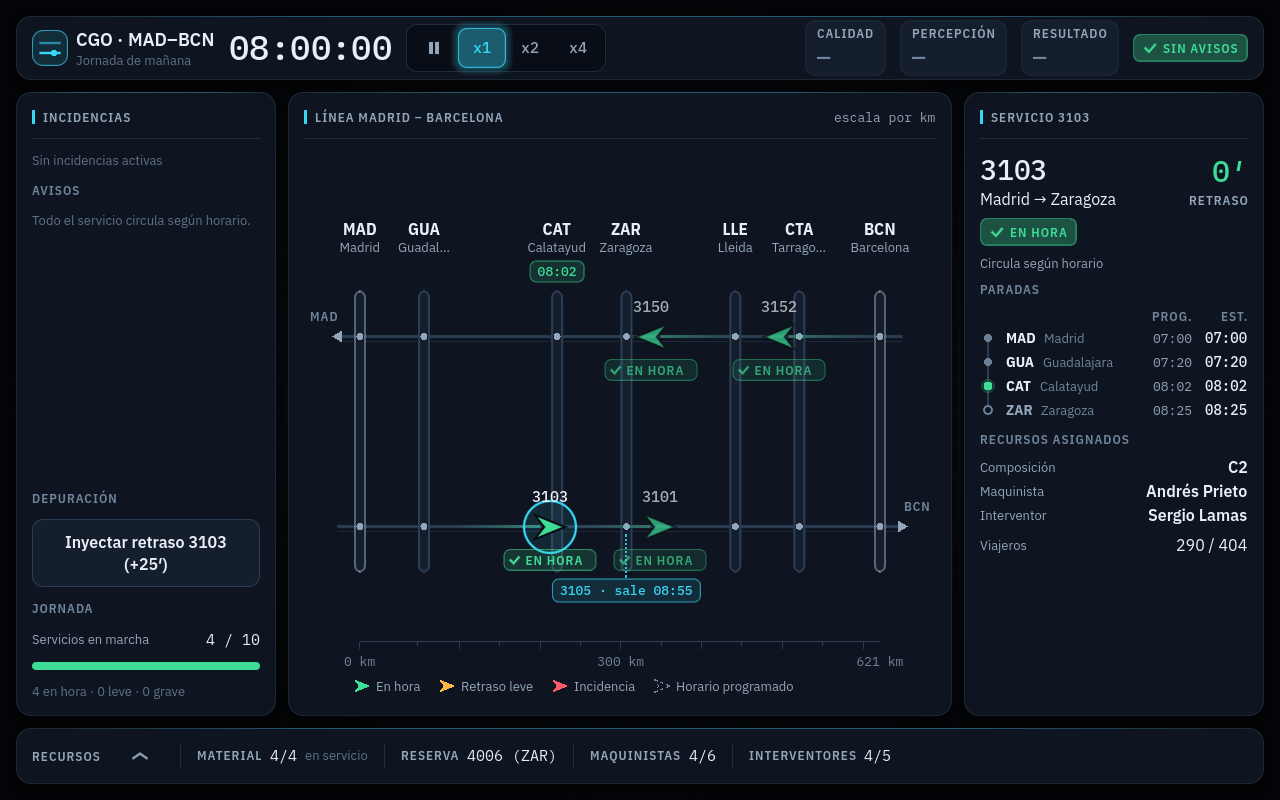 CGO · MAD–BCN
Jornada de mañana
08:00:00
x1
x2
x4
CALIDAD
—
PERCEPCIÓN
—
RESULTADO
—
SIN AVISOS
INCIDENCIAS
Sin incidencias activas
AVISOS
Todo el servicio circula según horario.
DEPURACIÓN
Inyectar retraso 3103
(+25′)
JORNADA
Servicios en marcha 4 / 10
4 en hora · 0 leve · 0 grave
LÍNEA MADRID – BARCELONA
escala por km
MAD GUA CAT ZAR LLE CTA BCN
Madrid Guadal... Calatayud Zaragoza Lleida Tarrago... Barcelona
08:02
3150 3152
MAD
EN HORA EN HORA
3103 3101
BCN
EN HORA EN HORA
3105 · sale 08:55
0 km 300 km 621 km
En hora Retraso leve Incidencia Horario programado
SERVICIO 3103
3103 0′
Madrid → Zaragoza RETRASO
EN HORA
Circula según horario
PARADAS
PROG. EST.
MAD Madrid 07:00 07:00
GUA Guadalajara 07:20 07:20
CAT Calatayud 08:02 08:02
ZAR Zaragoza 08:25 08:25
RECURSOS ASIGNADOS
Composición C2
Maquinista Andrés Prieto
Interventor Sergio Lamas
Viajeros 290 / 404
RECURSOS
MATERIAL 4/4 en servicio
RESERVA 4006 (ZAR)
MAQUINISTAS 4/6
INTERVENTORES 4/5